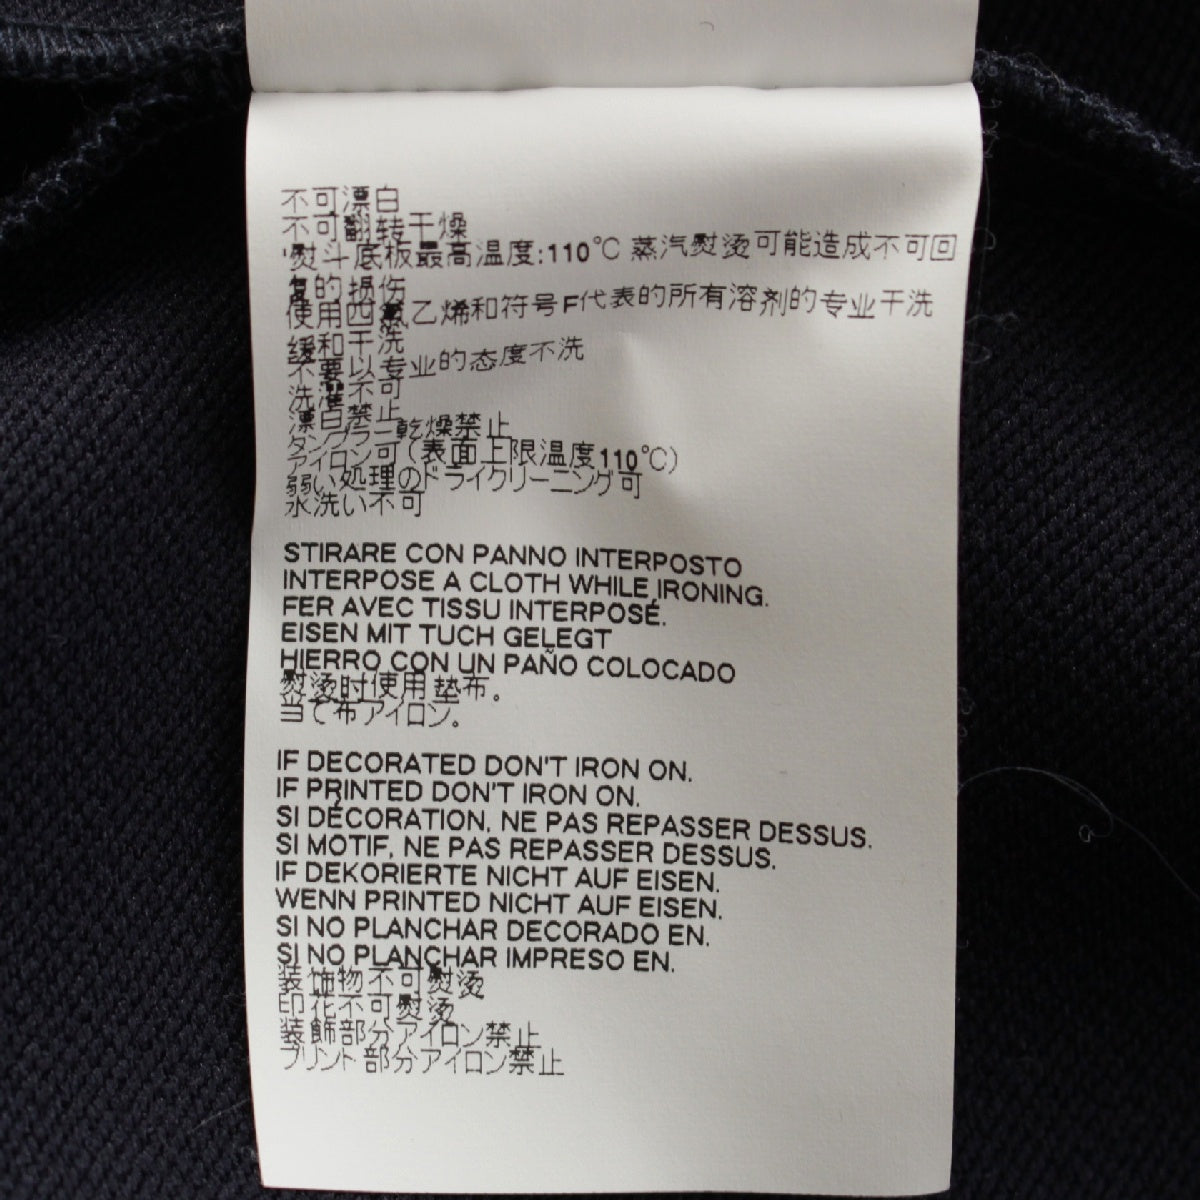 不可漂白
不可翻转干燥
熨斗底板最高温度:110℃ 蒸汽熨烫可能造成不可回
复的损伤
使用四氯乙烯和符号F代表的所有溶剂的专业干洗
缓和干洗
不要以专业的态度不洗
洗濯不可
漂白禁止
タンブラー乾燥禁止
アイロン可(表面上限温度110℃)
弱い処理のドライクリーニング可
水洗い不可
STIRARE CON PANNO INTERPOSTO
INTERPOSE A CLOTH WHILE IRONING.
FER AVEC TISSU INTERPOSÉ.
EISEN MIT TUCH GELEGT
HIERRO CON UN PAÑO COLOCADO
熨烫时使用垫布。
当て布アイロン。
IF DECORATED DON'T IRON ON.
IF PRINTED DON'T IRON ON.
SI DÉCORATION, NE PAS REPASSER DESSUS.
SI MOTIF, NE PAS REPASSER DESSUS.
IF DEKORIERTE NICHT AUF EISEN.
WENN PRINTED NICHT AUF EISEN.
SI NO PLANCHAR DECORADO EN.
SI NO PLANCHAR IMPRESO EN.
装饰物不可熨烫
印花不可熨烫
装飾部分アイロン禁止
プリント部分アイロン禁止